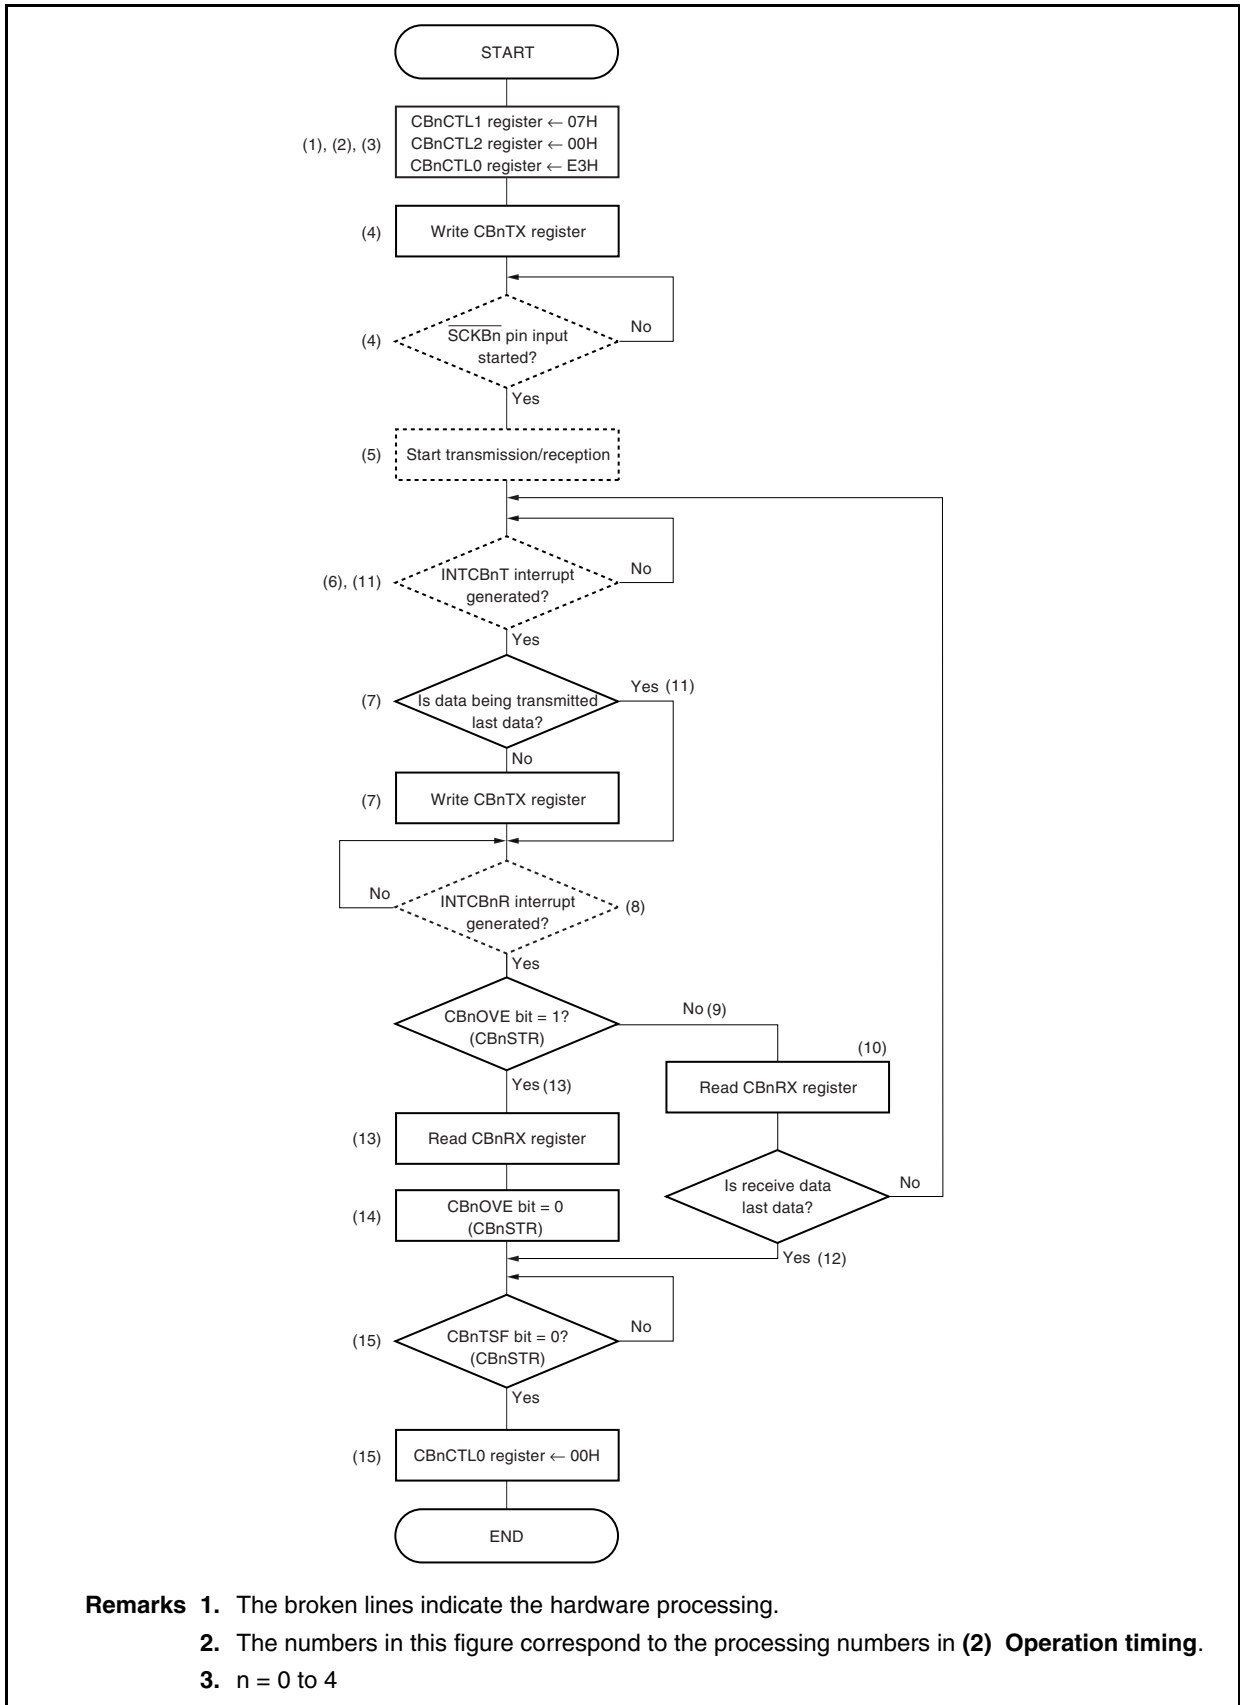 START
(1), (2), (3)
CBnCTL1 register ← 07H
CBnCTL2 register ← 00H
CBnCTL0 register ← E3H
(4)
Write CBnTX register
(4)
SCKBn pin input
started?
No
Yes
(5)
Start transmission/reception
(6), (11)
INTCBnT interrupt
generated?
No
Yes
(7)
Is data being transmitted
last data?
Yes (11)
No
(7)
Write CBnTX register
No
INTCBnR interrupt
generated?
(8)
Yes
CBnOVE bit = 1?
(CBnSTR)
No (9)
Yes (13)
(10)
Read CBnRX register
(13)
Read CBnRX register
Is receive data
last data?
No
Yes (12)
(14)
CBnOVE bit = 0
(CBnSTR)
(15)
CBnTSF bit = 0?
(CBnSTR)
No
Yes
(15)
CBnCTL0 register ← 00H
END
Remarks 1. The broken lines indicate the hardware processing.
2. The numbers in this figure correspond to the processing numbers in (2) Operation timing.
3. n = 0 to 4